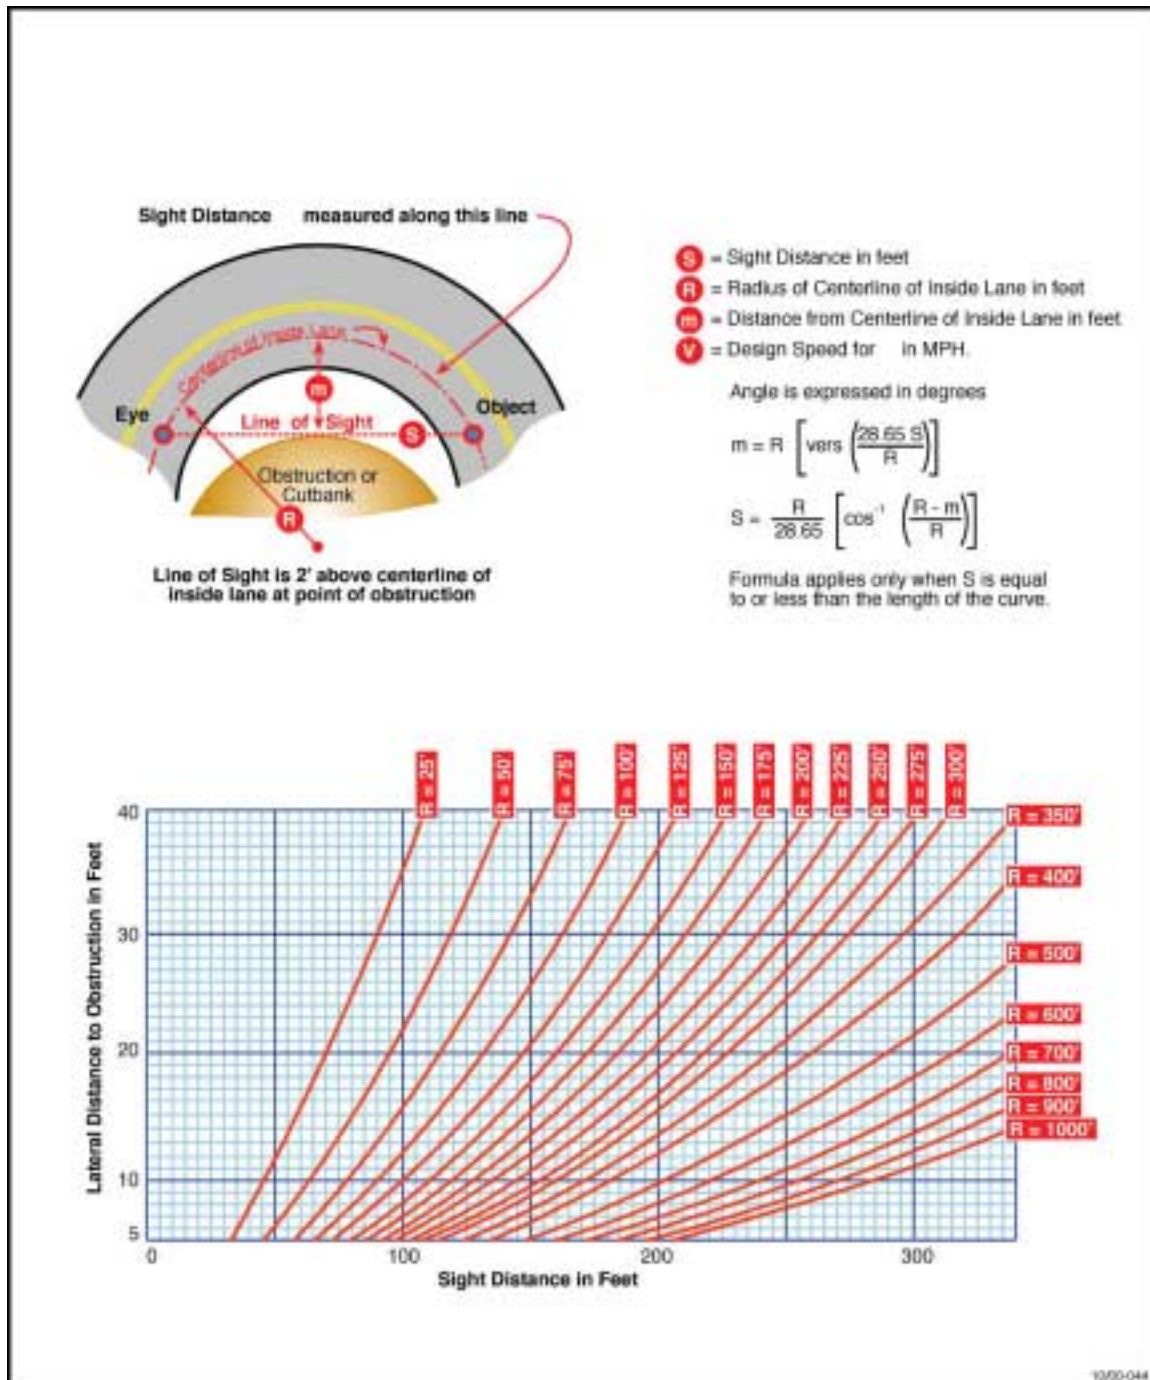 Sight Distance measured along this line
S = Sight Distance in feet
R = Radius of Centerline of Inside Lane in feet
m = Distance from Centerline of Inside Lane in feet
V = Design Speed for in MPH.
Angle is expressed in degrees
m = R [vers (28.65 S / R)]
S = R / 28.65 [cos⁻¹ (R - m / R)]
Formula applies only when S is equal
to or less than the length of the curve.
Inside Lane
m
Eye
Object
Line of Sight
S
Obstruction or
Cutbank
R
Line of Sight is 2' above centerline of
inside lane at point of obstruction
R = 25'
R = 50'
R = 75'
R = 100'
R = 125'
R = 150'
R = 175'
R = 200'
R = 225'
R = 250'
R = 275'
R = 300'
R = 350'
R = 400'
R = 500'
R = 600'
R = 700'
R = 800'
R = 900'
R = 1000'
Lateral Distance to Obstruction in Feet
40
30
20
10
5
0
100
200
300
Sight Distance in Feet
10/00-044